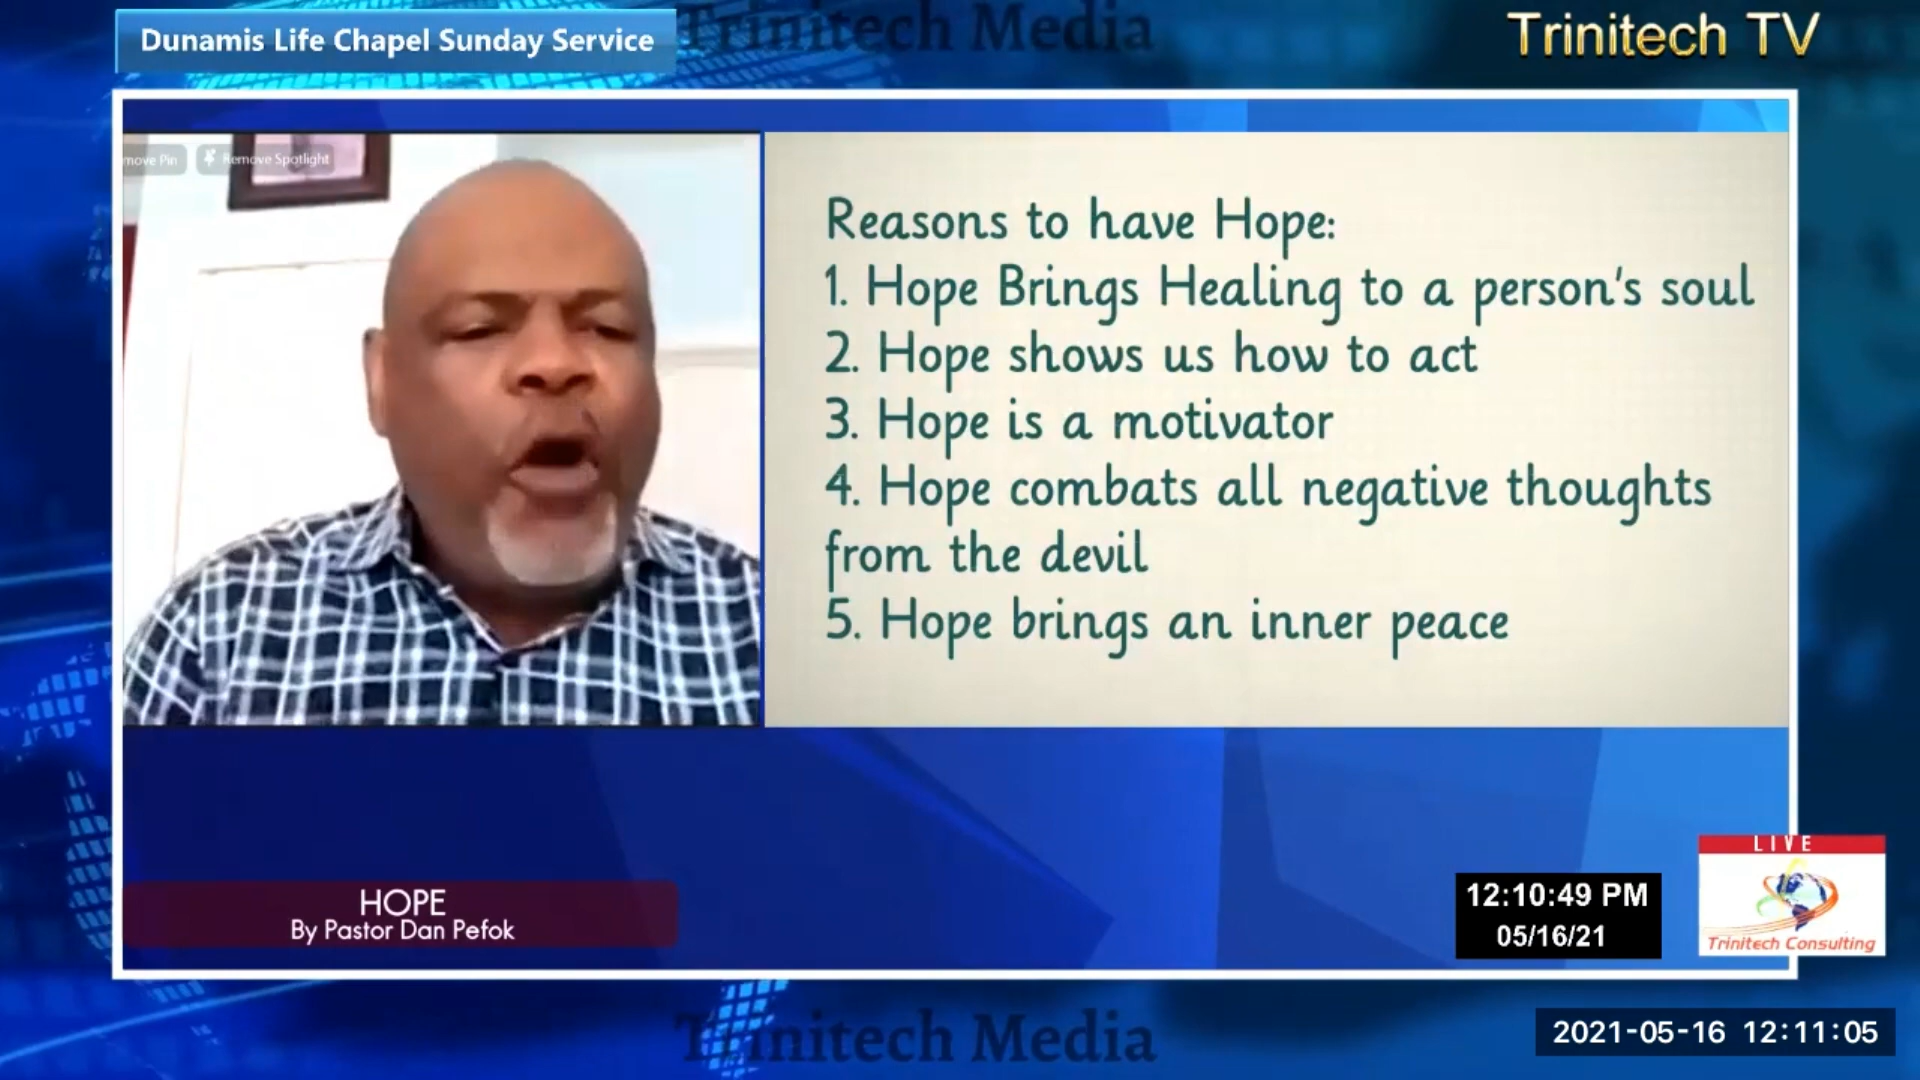 Trinitech Media
Dunamis Life Chapel Sunday Service
Trinitech TV
move Pin
Remove Spotlight
Reasons to have Hope:
1. Hope Brings Healing to a person's soul
2. Hope shows us how to act
3. Hope is a motivator
4. Hope combats all negative thoughts
from the devil
5. Hope brings an inner peace
HOPE
By Pastor Dan Pefok
12:10:49 PM
05/16/21
LIVE
Trinitech Consulting
Trinitech Media
2021-05-16 12:11:05